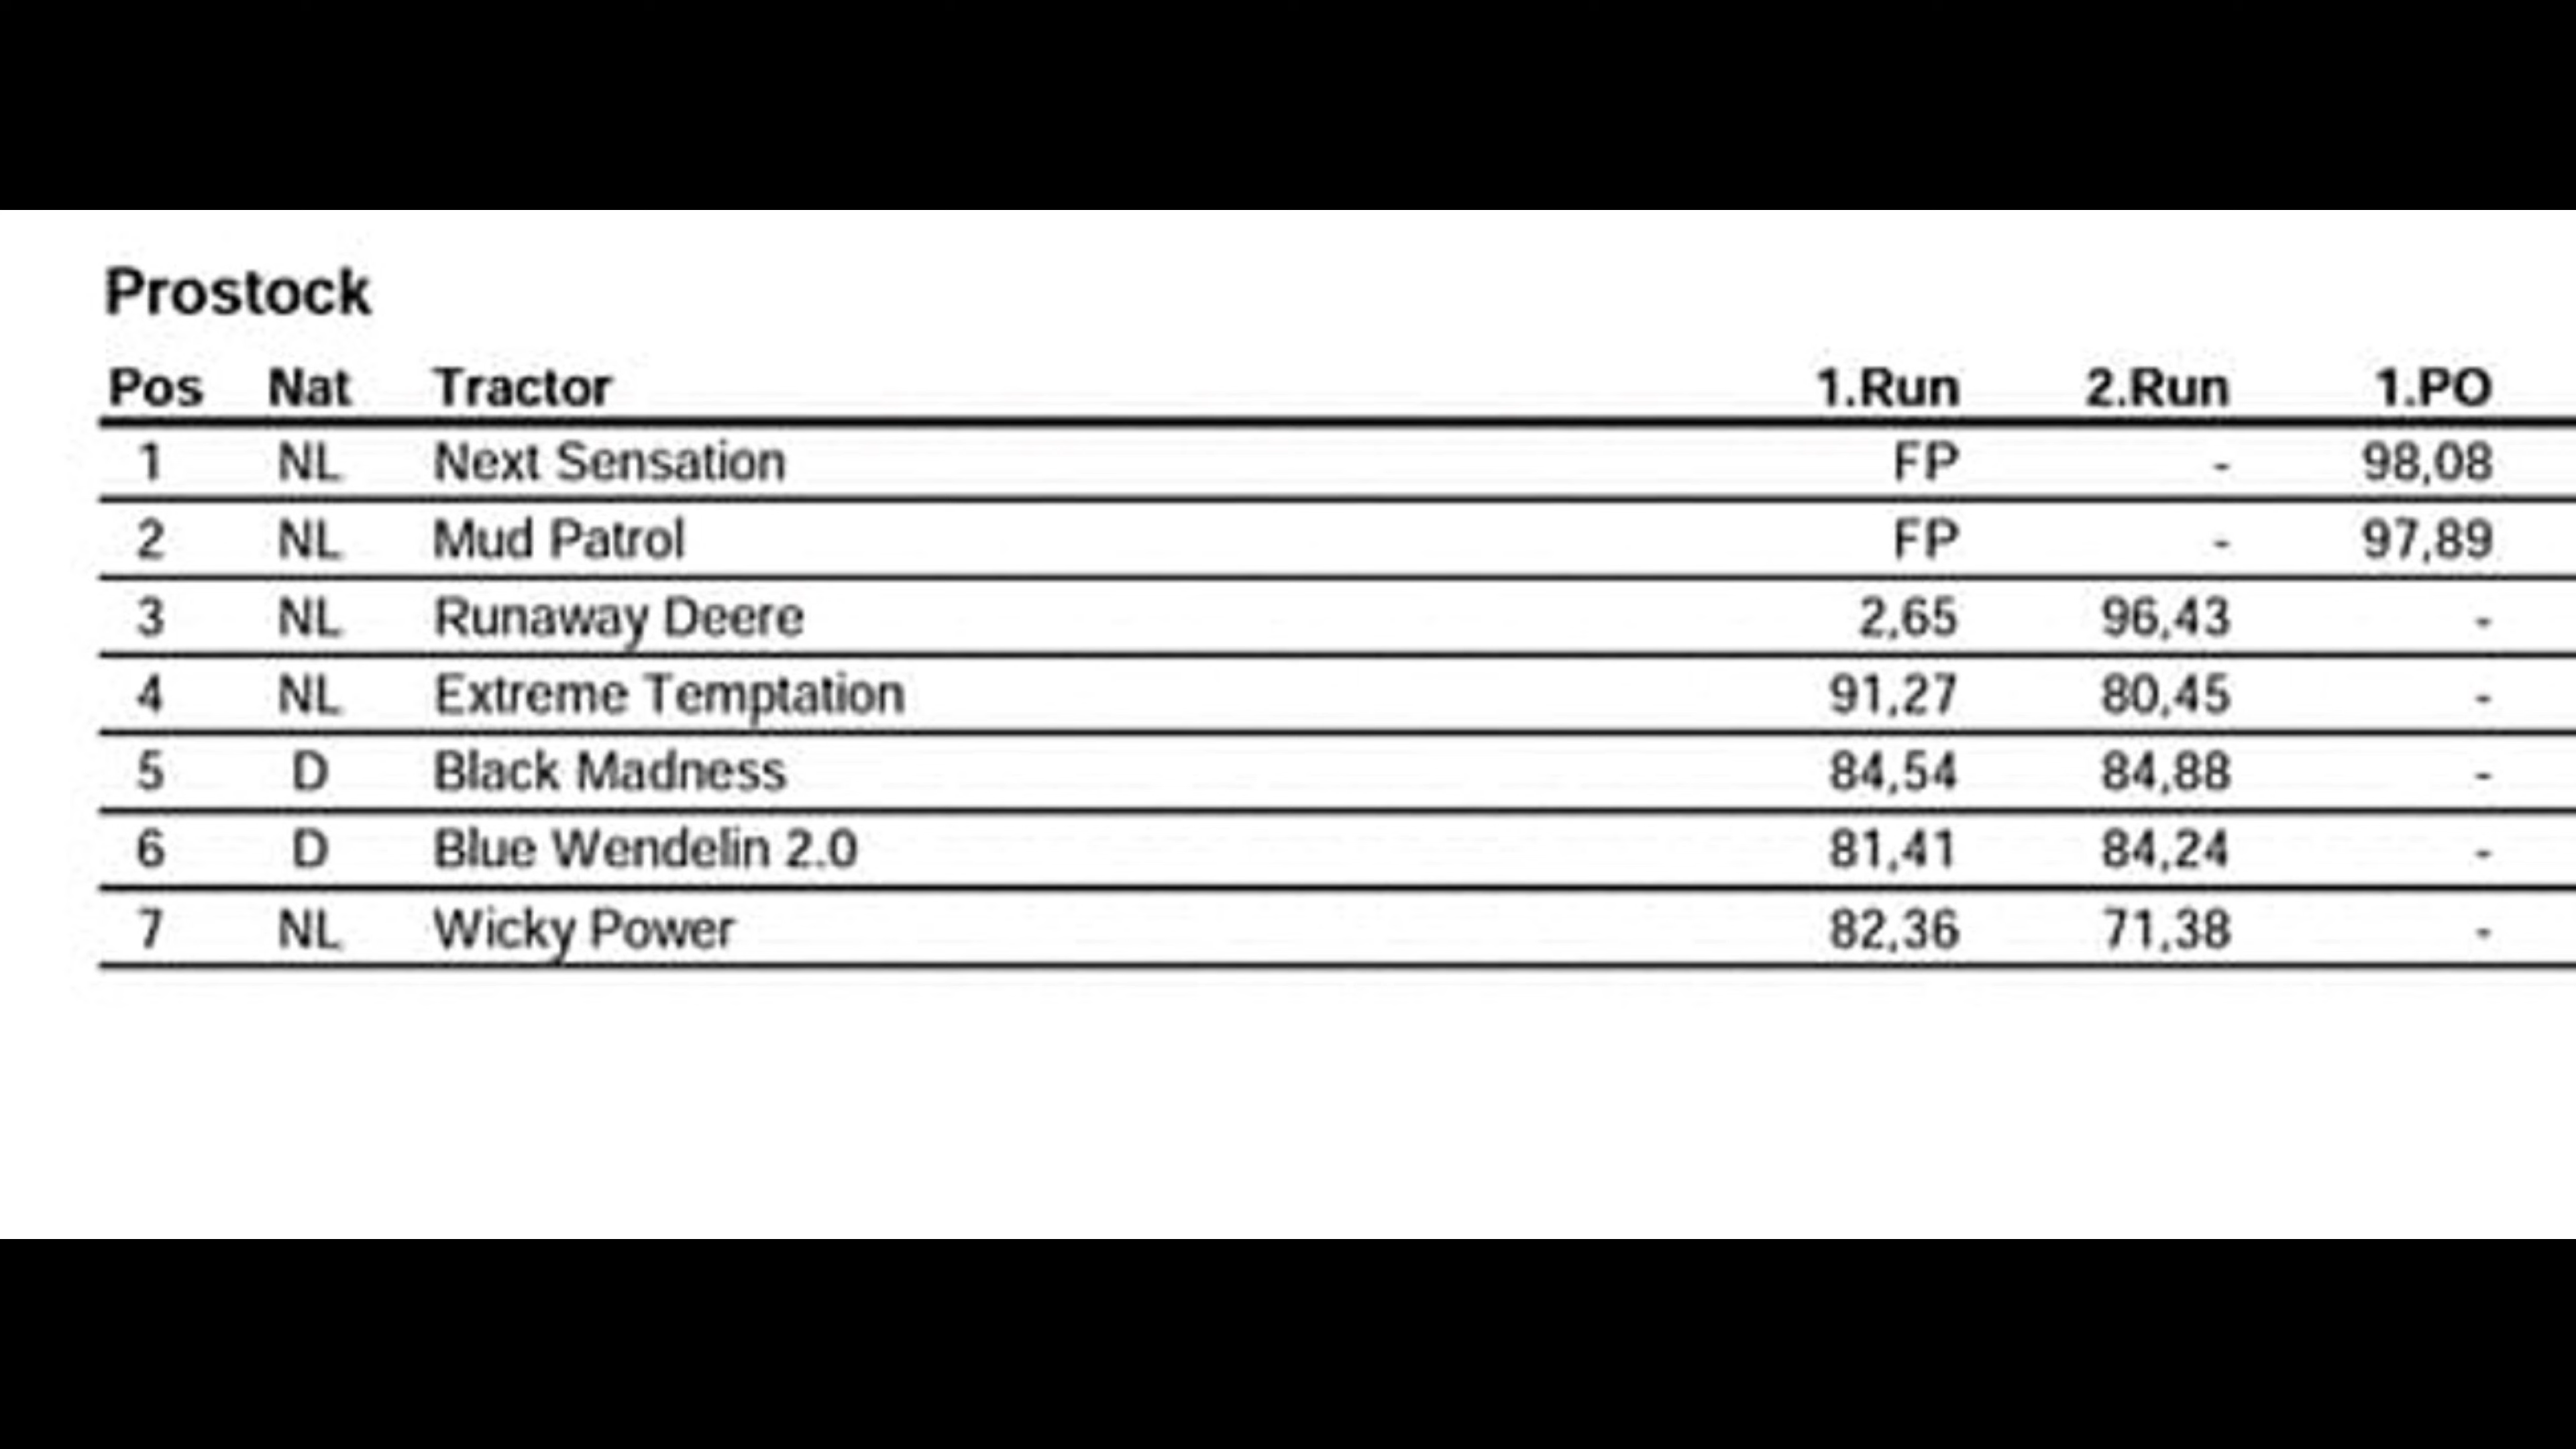 Prostock
Pos Nat Tractor 1.Run 2.Run 1.PO
1 NL Next Sensation FP - 98,08
2 NL Mud Patrol FP - 97,89
3 NL Runaway Deere 2,65 96,43 -
4 NL Extreme Temptation 91,27 80,45 -
5 D Black Madness 84,54 84,88 -
6 D Blue Wendelin 2.0 81,41 84,24 -
7 NL Wicky Power 82,36 71,38 -